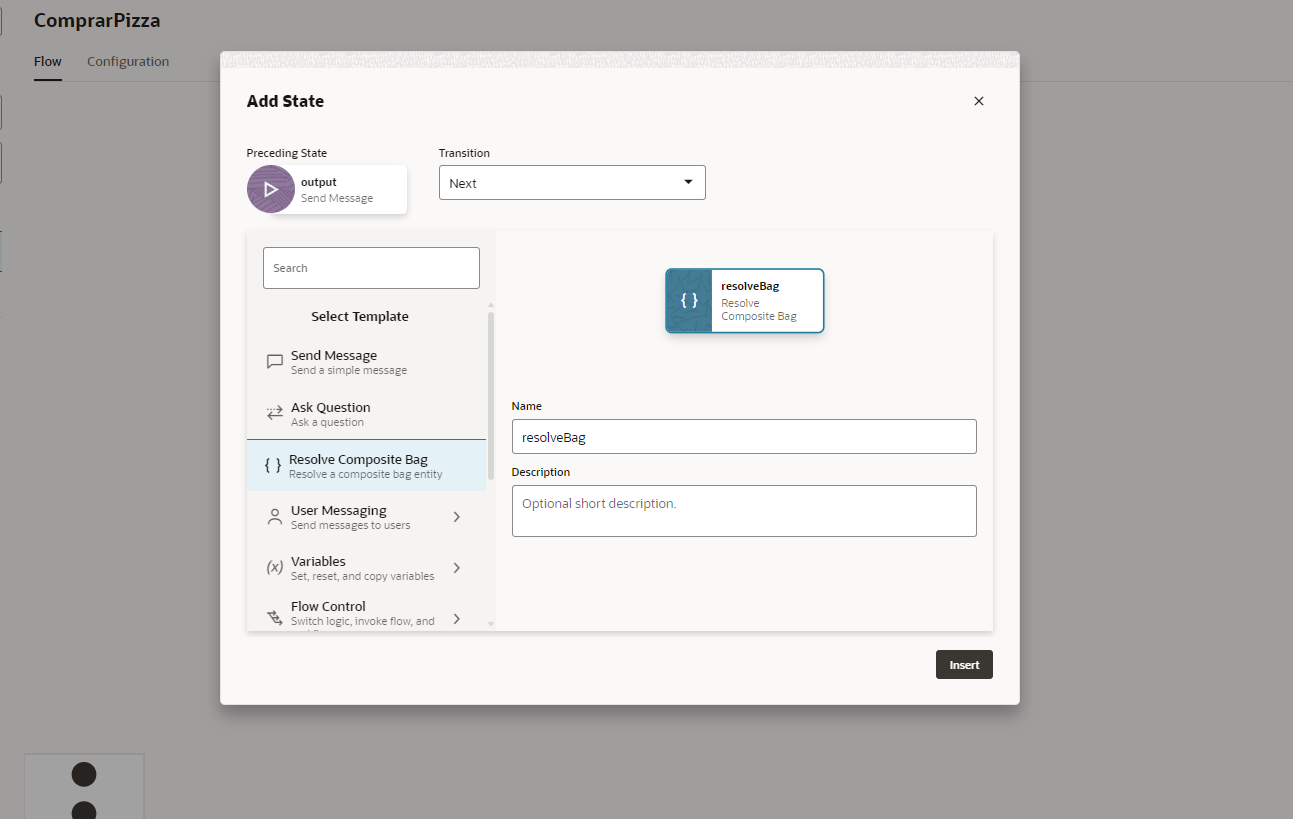 ComprarPizza
Flow
Configuration
Add State
Preceding State
output
Send Message
Transition
Next
Search
Select Template
Send Message
Send a simple message
Ask Question
Ask a question
{ } Resolve Composite Bag
Resolve a composite bag entity
User Messaging
Send messages to users
(x) Variables
Set, reset, and copy variables
Flow Control
Switch logic, invoke flow, and
{ }
resolveBag
Resolve
Composite Bag
Name
resolveBag
Description
Optional short description.
Insert